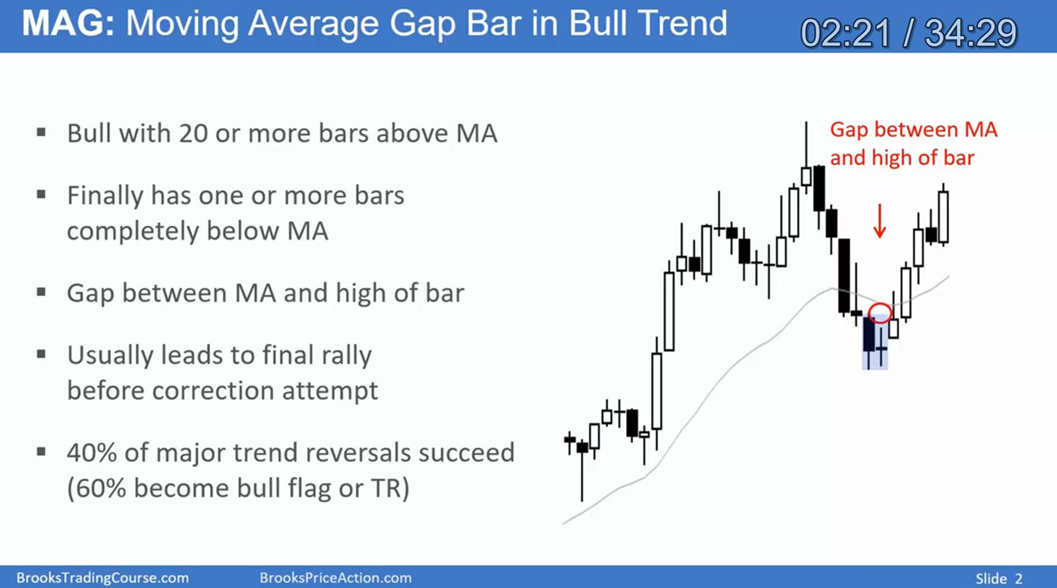 MAG: Moving Average Gap Bar in Bull Trend
02:21 / 34:29
▪ Bull with 20 or more bars above MA
▪ Finally has one or more bars
completely below MA
▪ Gap between MA and high of bar
▪ Usually leads to final rally
before correction attempt
▪ 40% of major trend reversals succeed
(60% become bull flag or TR)
Gap between MA
and high of bar
BrooksTradingCourse.com
BrooksPriceAction.com
Slide 2